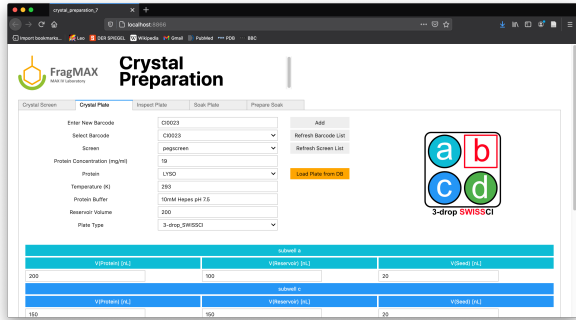 crystal_preparation_7
localhost:8888
Import bookmarks... Leo DER SPIEGEL Wikipedia Gmail PubMed PDB BBC
FragMAX
MAX IV Laboratory
Crystal
Preparation
Crystal Screen Crystal Plate Inspect Plate Soak Plate Prepare Soak
Enter New Barcode CI0023 Add
Select Barcode CI0023 Refresh Barcode List
Screen pegscreen Refresh Screen List
Protein Concentration (mg/ml) 19
Protein LYSO Load Plate from DB
Temperature (K) 293
Protein Buffer 10mM Hepes pH 7.5
Reservoir Volume 200
Plate Type 3-drop_SWISSCI
a b
c d
3-drop SWISSCI
subwell a
V(Protein) [nL] V(Reservoir) [nL] V(Seed) [nL]
200 100 20
subwell c
V(Protein) [nL] V(Reservoir) [nL] V(Seed) [nL]
150 150 20